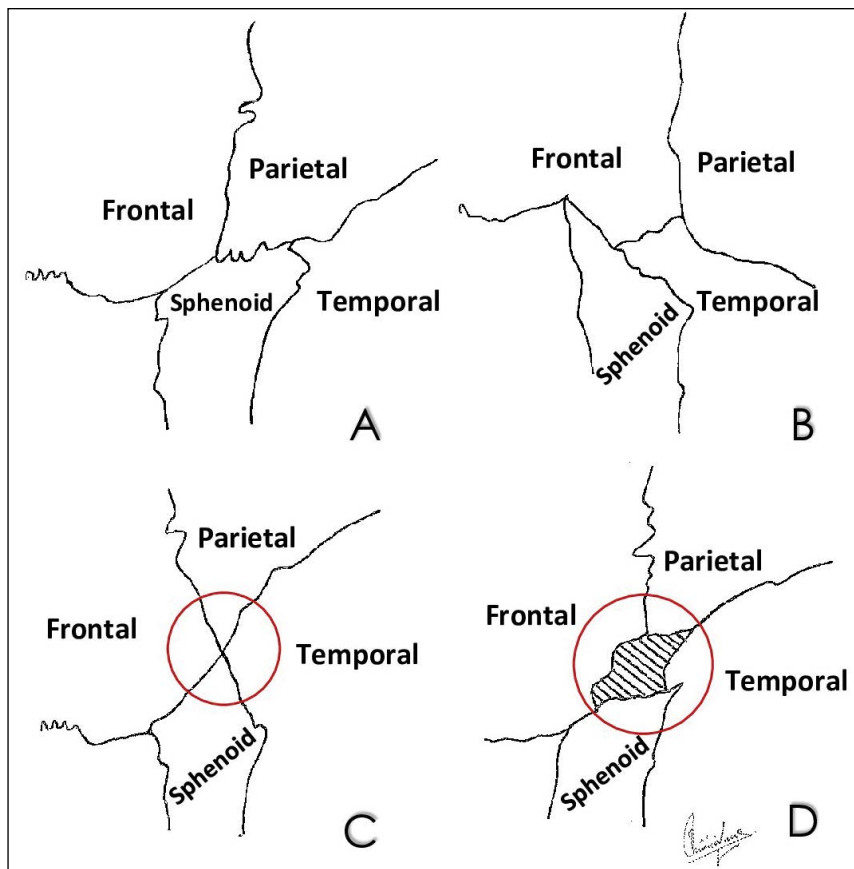 Parietal
Frontal
Sphenoid
Temporal
A
Frontal
Parietal
Temporal
Sphenoid
B
Parietal
Frontal
Temporal
Sphenoid
C
Parietal
Frontal
Temporal
Sphenoid
D